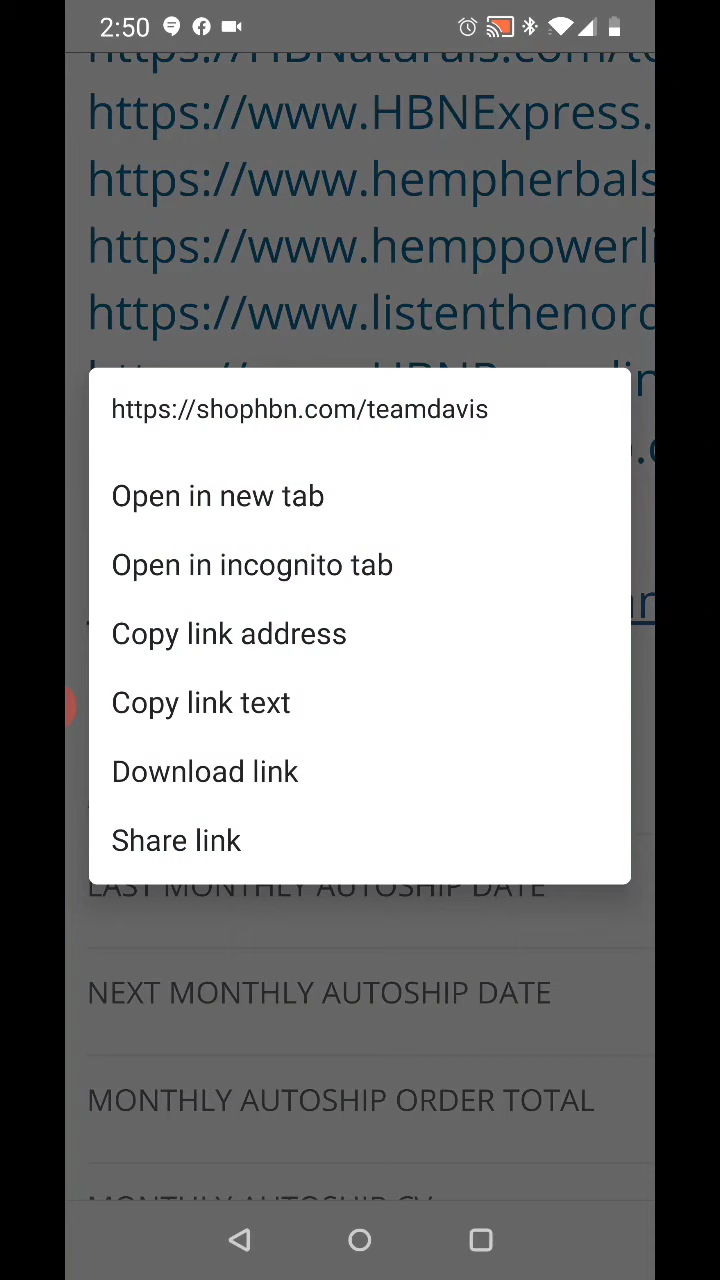 2:50
https://HBNaturals.com/te
https://www.HBNExpress.
https://www.hempherbals
https://www.hemppowerli
https://www.listenthenord
https://shophbn.com/teamdavis
Open in new tab
Open in incognito tab
Copy link address
Copy link text
Download link
Share link
LAST MONTHLY AUTOSHIP DATE
NEXT MONTHLY AUTOSHIP DATE
MONTHLY AUTOSHIP ORDER TOTAL
MONTHLY AUTOSHIP CV